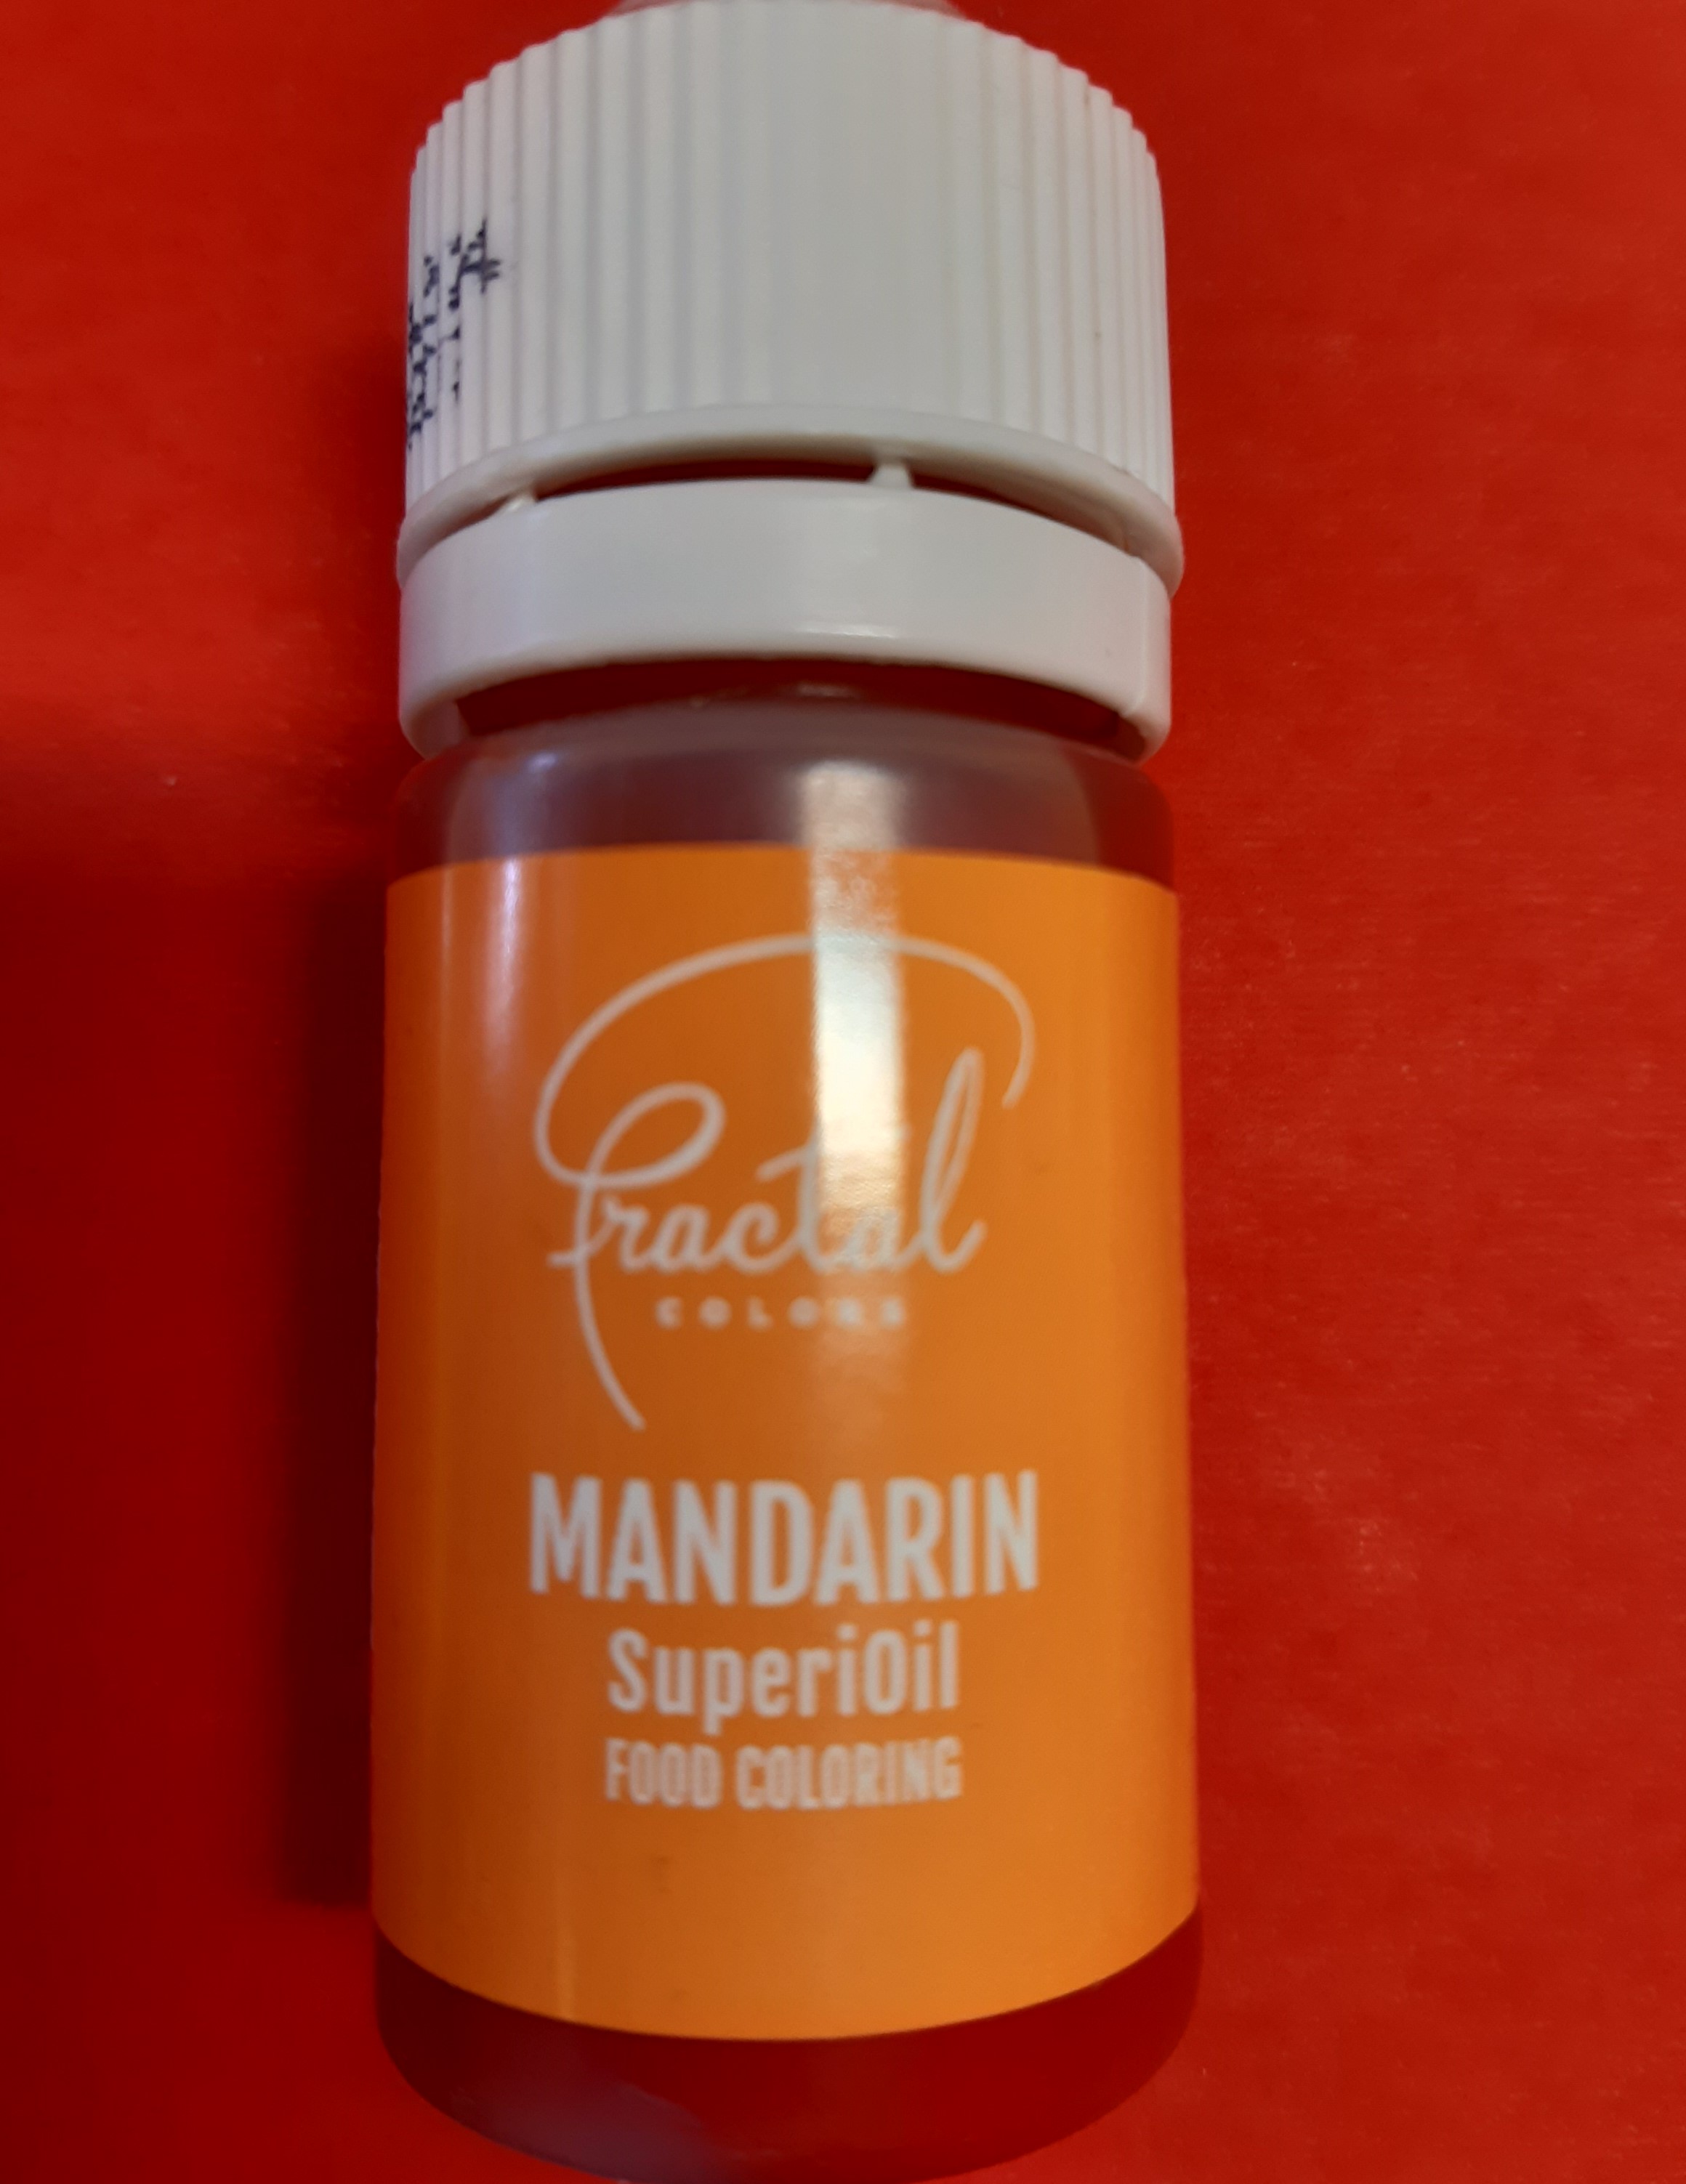 fractal
COLORS
MANDARIN
SuperiOil
FOOD COLORING